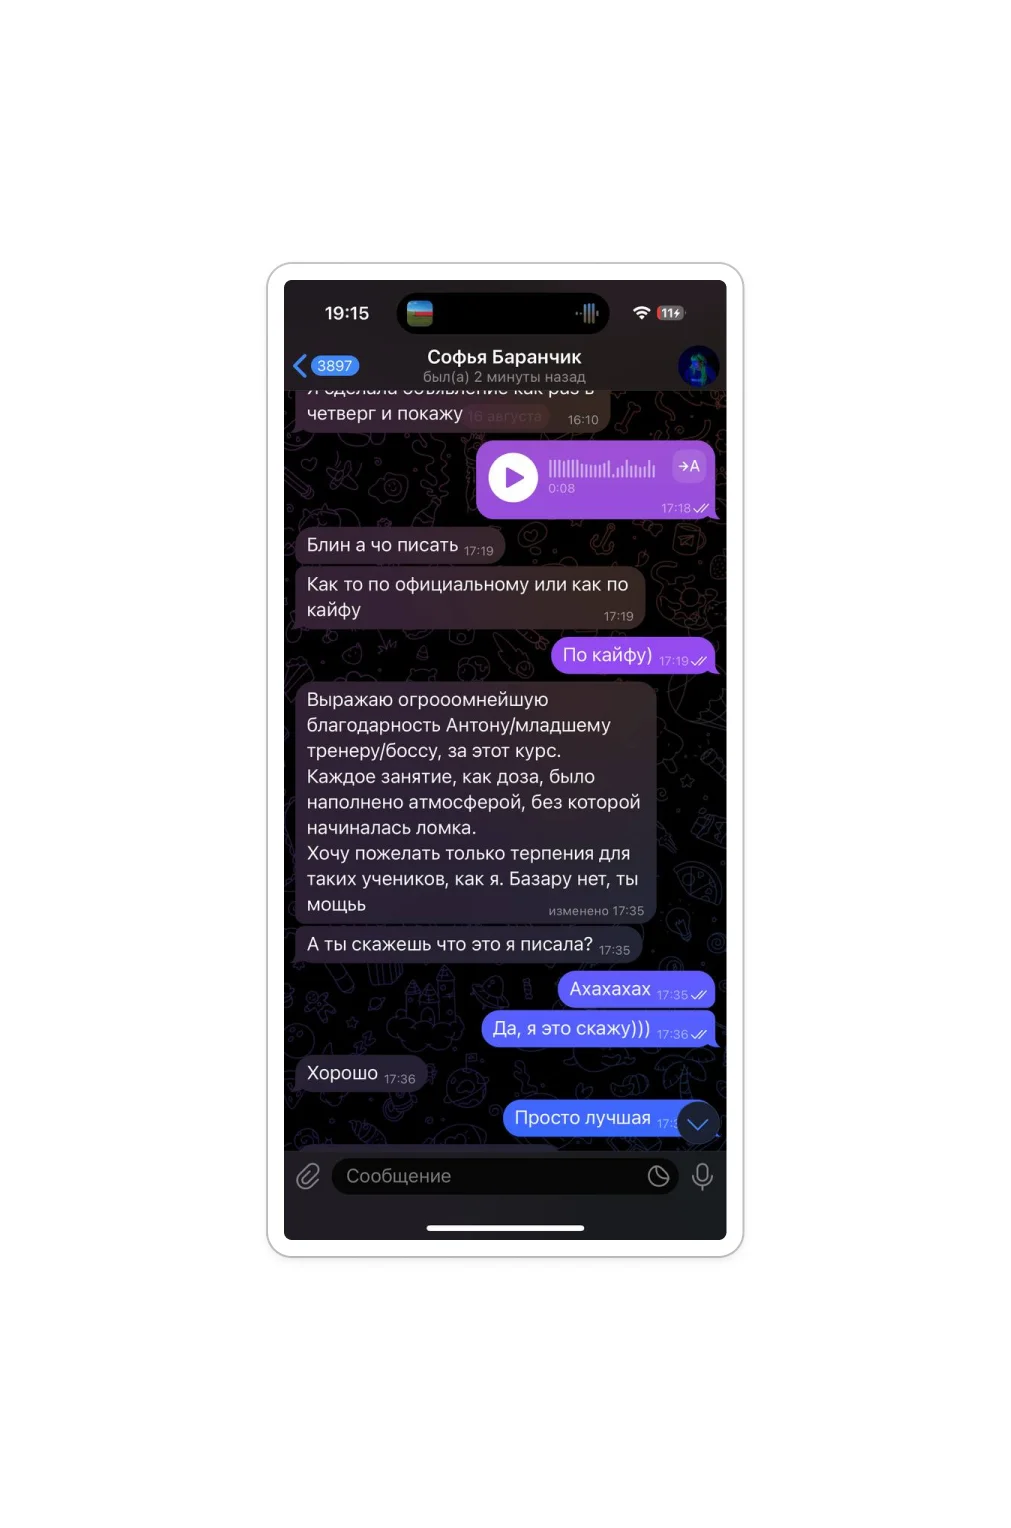 19:15
11
3897
Софья Баранчик
был(а) 2 минуты назад
Я сделала объявление как раз в
четверг и покажу
16:10
16 августа
→A
0:08
17:18
Блин а чо писать 17:19
Как то по официальному или как по
кайфу
17:19
По кайфу) 17:19
Выражаю огрооомнейшую
благодарность Антону/младшему
тренеру/боссу, за этот курс.
Каждое занятие, как доза, было
наполнено атмосферой, без которой
начиналась ломка.
Хочу пожелать только терпения для
таких учеников, как я. Базару нет, ты
мощьь
изменено 17:35
А ты скажешь что это я писала? 17:35
Ахахахах 17:35
Да, я это скажу))) 17:36
Хорошо 17:36
Просто лучшая
Сообщение